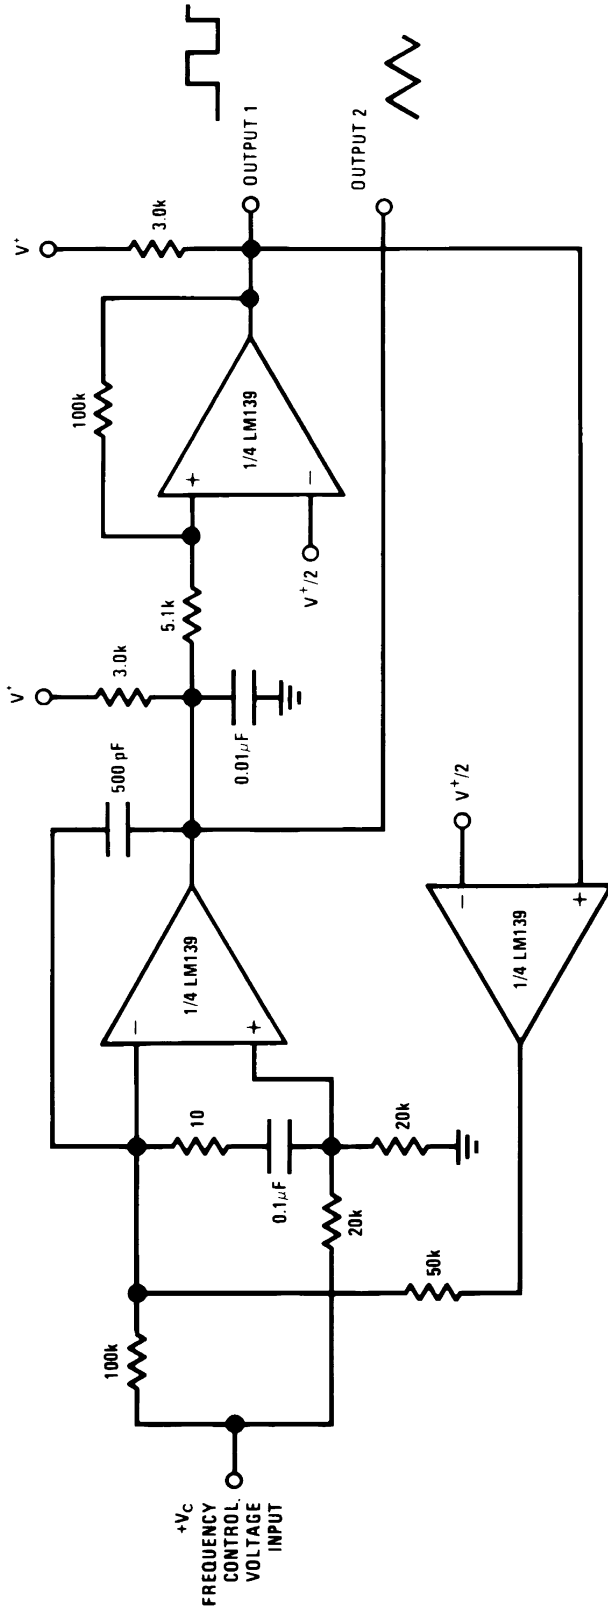 +VC
FREQUENCY
CONTROL.
VOLTAGE
INPUT
100k
20k
50k
10
0.1μF
20k
−
+
1/4 LM139
500 pF
V+
3.0k
0.01μF
5.1k
100k
+
−
1/4 LM139
V+/2
V+
3.0k
OUTPUT 1
OUTPUT 2
V+/2
−
+
1/4 LM139